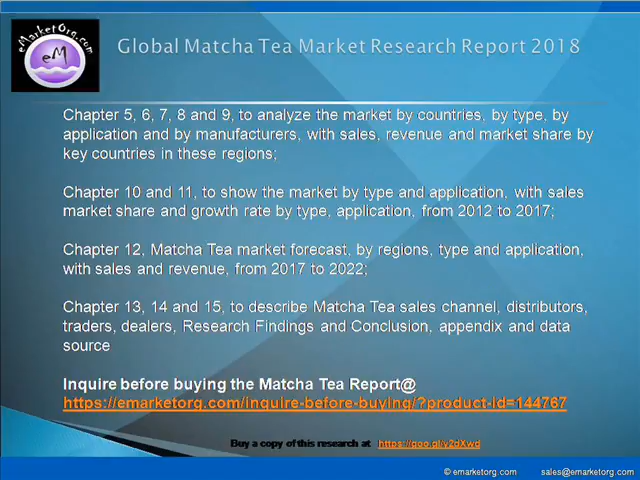 eMarketOrg.com
eM
Global Matcha Tea Market Research Report 2018
Chapter 5, 6, 7, 8 and 9, to analyze the market by countries, by type, by
application and by manufacturers, with sales, revenue and market share by
key countries in these regions;
Chapter 10 and 11, to show the market by type and application, with sales
market share and growth rate by type, application, from 2012 to 2017;
Chapter 12, Matcha Tea market forecast, by regions, type and application,
with sales and revenue, from 2017 to 2022;
Chapter 13, 14 and 15, to describe Matcha Tea sales channel, distributors,
traders, dealers, Research Findings and Conclusion, appendix and data
source
Inquire before buying the Matcha Tea Report@
https://emarketorg.com/inquire-before-buying/?product-id=144767
Buy a copy of this research at https://goo.gl/y2dXwd
© emarketorg.com sales@emarketorg.com